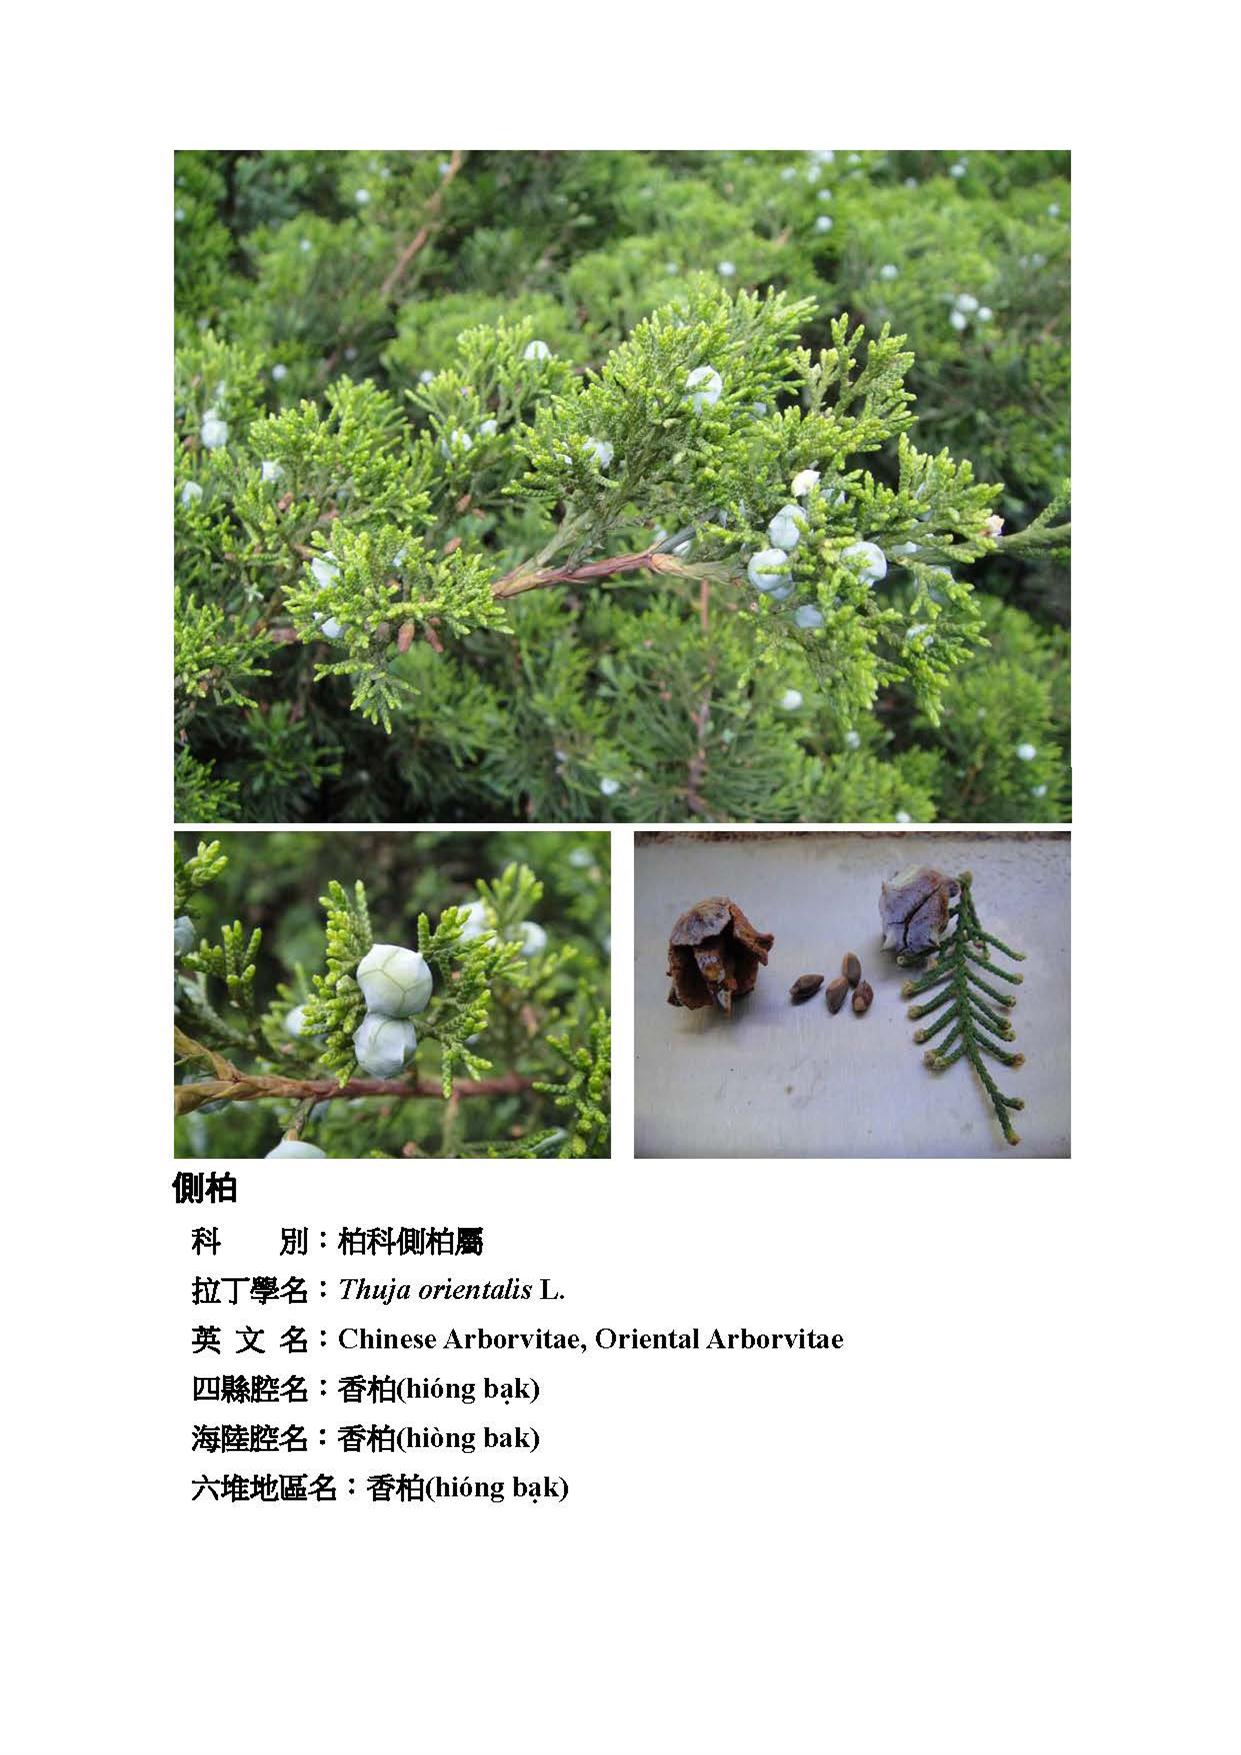 側柏
科　　別：柏科側柏屬
拉丁學名：Thuja orientalis L.
英 文 名：Chinese Arborvitae, Oriental Arborvitae
四縣腔名：香柏(hióng ba̤k)
海陸腔名：香柏(hiòng bak)
六堆地區名：香柏(hióng bạk)